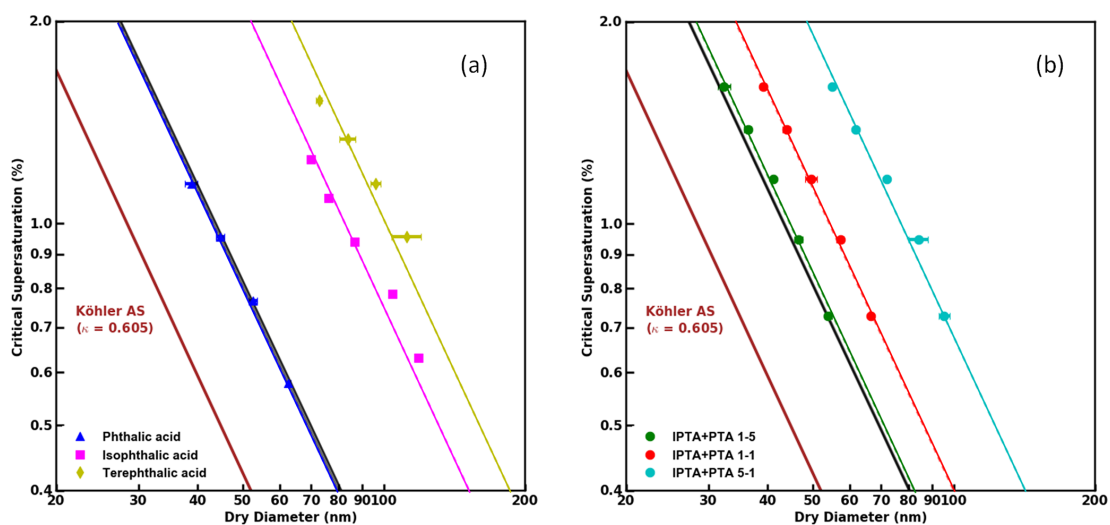 2.0
1.0
0.9
0.8
0.7
0.6
0.5
0.4
Critical Supersaturation (%)
(a)
Köhler AS
(κ = 0.605)
Phthalic acid
Isophthalic acid
Terephthalic acid
20 30 40 50 60 70 80 90 100 200
Dry Diameter (nm)
2.0
1.0
0.9
0.8
0.7
0.6
0.5
0.4
Critical Supersaturation (%)
(b)
Köhler AS
(κ = 0.605)
IPTA+PTA 1-5
IPTA+PTA 1-1
IPTA+PTA 5-1
20 30 40 50 60 70 80 90 100 200
Dry Diameter (nm)